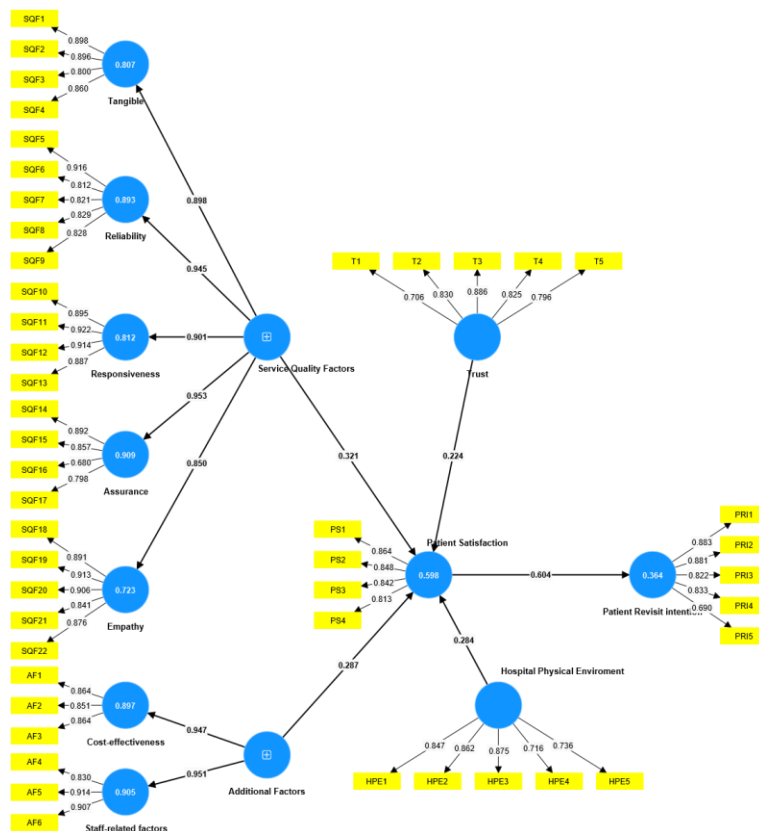 SQF1
0.898
SQF2
0.896
SQF3
0.800
SQF4
0.860
0.807
Tangible
SQF5
0.916
SQF6
0.812
SQF7
0.821
SQF8
0.829
SQF9
0.828
0.893
Reliability
SQF10
0.895
SQF11
0.922
SQF12
0.914
SQF13
0.887
0.812
Responsiveness
SQF14
0.892
SQF15
0.857
SQF16
0.680
SQF17
0.798
0.909
Assurance
SQF18
0.891
SQF19
0.913
SQF20
0.906
SQF21
0.841
SQF22
0.876
0.723
Empathy
AF1
0.864
AF2
0.851
AF3
0.864
0.897
Cost-effectiveness
AF4
0.830
AF5
0.914
AF6
0.907
0.905
Staff-related factors
0.898
0.945
0.901
0.953
0.850
Service Quality Factors
0.321
0.947
0.951
Additional Factors
0.287
T1
T2
T3
T4
T5
0.706
0.830
0.886
0.825
0.796
Trust
0.224
PS1
0.864
PS2
0.848
PS3
0.842
PS4
0.813
Patient Satisfaction
0.598
0.604
0.364
Patient Revisit intention
PRI1
0.883
PRI2
0.881
PRI3
0.822
PRI4
0.833
PRI5
0.690
0.284
Hospital Physical Enviroment
0.847
0.862
0.875
0.716
0.736
HPE1
HPE2
HPE3
HPE4
HPE5